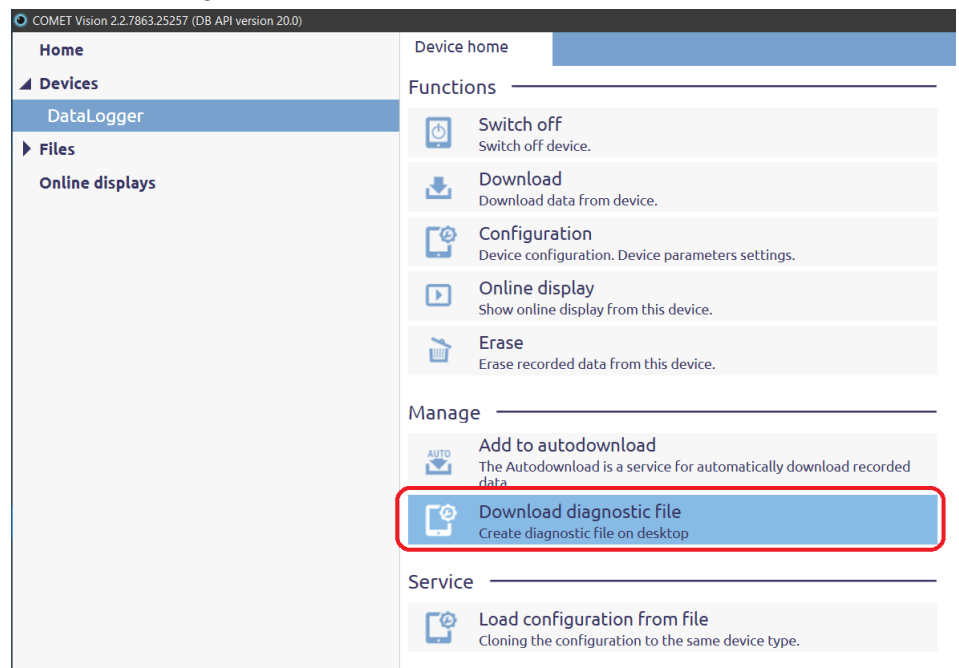 COMET Vision 2.2.7863.25257 (DB API version 20.0)
Home
Devices
DataLogger
Files
Online displays
Device home
Functions
Switch off
Switch off device.
Download
Download data from device.
Configuration
Device configuration. Device parameters settings.
Online display
Show online display from this device.
Erase
Erase recorded data from this device.
Manage
AUTO
Add to autodownload
The Autodownload is a service for automatically download recorded
data
Download diagnostic file
Create diagnostic file on desktop
Service
Load configuration from file
Cloning the configuration to the same device type.